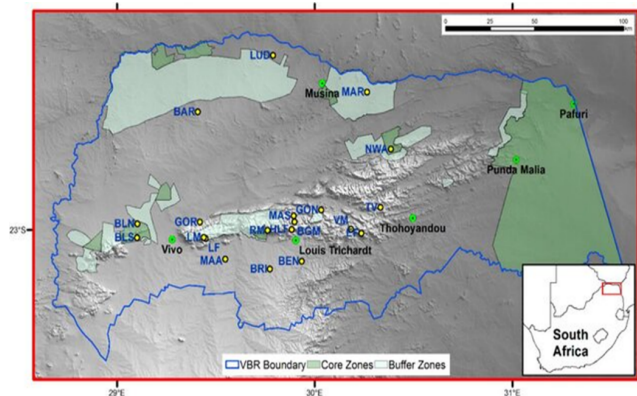 0 25 50 100
km
LUD
Musina
MAR
BAR
Pafuri
NWA
Punda Malia
GON
TV
MAS
BLN
GOR
VM
Thohoyandou
23°S
BLS
LM
BGM
Vivo
LF
Louis Trichardt
MAA
BEN
BRI
South
Africa
VBR Boundary Core Zones Buffer Zones
29°E 30°E 31°E